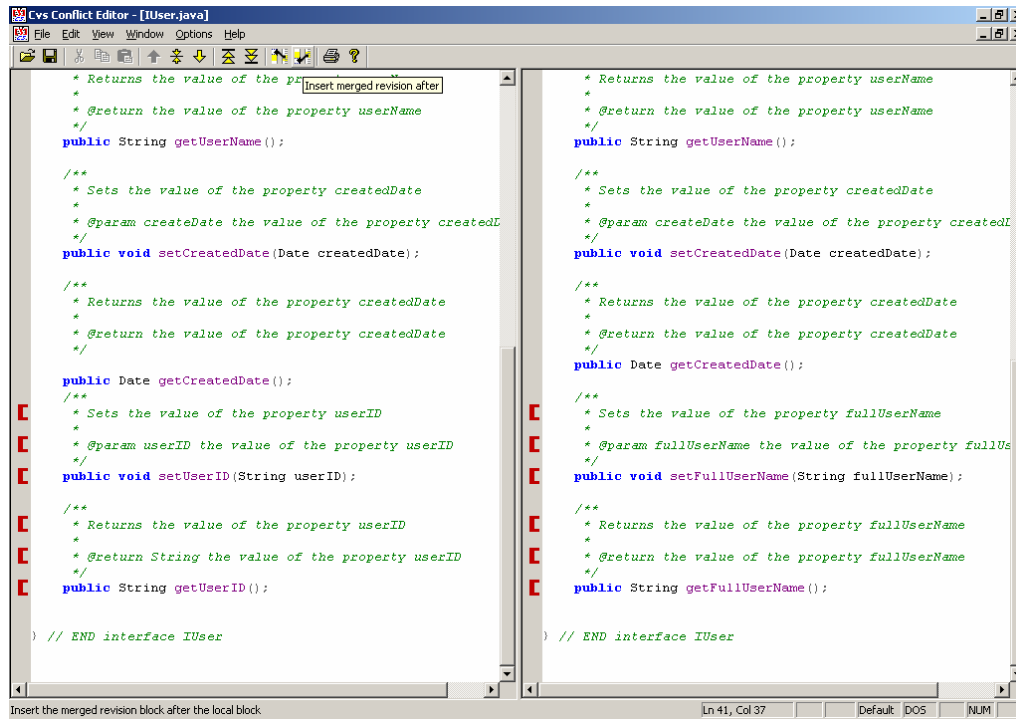 Cvs Conflict Editor - [IUser.java]
File Edit View Window Options Help
Insert merged revision after
* Returns the value of the
*
* @return the value of the property userName
*/
public String getUserName();
/**
* Sets the value of the property createdDate
*
* @param createDate the value of the property createdD
*/
public void setCreatedDate(Date createdDate);
/**
* Returns the value of the property createdDate
*
* @return the value of the property createdDate
*/
public Date getCreatedDate();
/**
* Sets the value of the property userID
*
* @param userID the value of the property userID
*/
public void setUserID(String userID);
/**
* Returns the value of the property userID
*
* @return String the value of the property userID
*/
public String getUserID();
} // END interface IUser
* Returns the value of the property userName
*
* @return the value of the property userName
*/
public String getUserName();
/**
* Sets the value of the property createdDate
*
* @param createDate the value of the property created
*/
public void setCreatedDate(Date createdDate);
/**
* Returns the value of the property createdDate
*
* @return the value of the property createdDate
*/
public Date getCreatedDate();
/**
* Sets the value of the property fullUserName
*
* @param fullUserName the value of the property fullUs
*/
public void setFullUserName(String fullUserName);
/**
* Returns the value of the property fullUserName
*
* @return the value of the property fullUserName
*/
public String getFullUserName();
} // END interface IUser
Insert the merged revision block after the local block
Ln 41, Col 37 Default DOS NUM